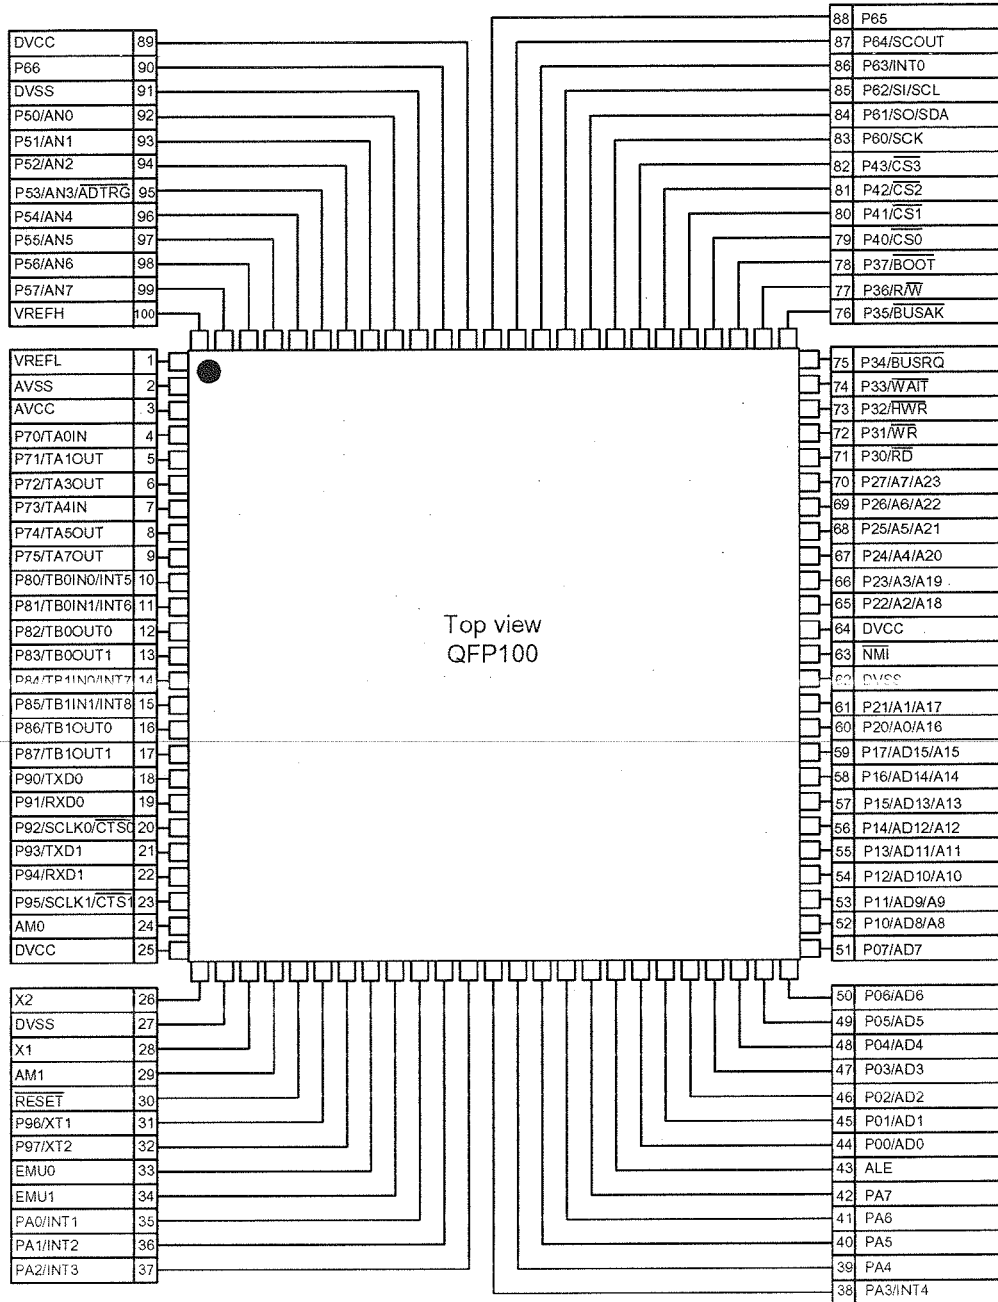 DVCC 89
P66 90
DVSS 91
P50/AN0 92
P51/AN1 93
P52/AN2 94
P53/AN3/ADTRG 95
P54/AN4 96
P55/AN5 97
P56/AN6 98
P57/AN7 99
VREFH 100
88 P65
87 P64/SCOUT
86 P63/INT0
85 P62/SI/SCL
84 P61/SO/SDA
83 P60/SCK
82 P43/CS3
81 P42/CS2
80 P41/CS1
79 P40/CS0
78 P37/BOOT
77 P36/R/W
76 P35/BUSAK
VREFL 1
AVSS 2
AVCC 3
P70/TA0IN 4
P71/TA1OUT 5
P72/TA3OUT 6
P73/TA4IN 7
P74/TA5OUT 8
P75/TA7OUT 9
P80/TB0IN0/INT5 10
P81/TB0IN1/INT6 11
P82/TB0OUT0 12
P83/TB0OUT1 13
P84/TB1IN0/INT7 14
P85/TB1IN1/INT8 15
P86/TB1OUT0 16
P87/TB1OUT1 17
P90/TXD0 18
P91/RXD0 19
P92/SCLK0/CTS0 20
P93/TXD1 21
P94/RXD1 22
P95/SCLK1/CTS1 23
AM0 24
DVCC 25
Top view
QFP100
75 P34/BUSRQ
74 P33/WAIT
73 P32/HWR
72 P31/WR
71 P30/RD
70 P27/A7/A23
69 P26/A6/A22
68 P25/A5/A21
67 P24/A4/A20
66 P23/A3/A19
65 P22/A2/A18
64 DVCC
63 NMI
62 DVSS
61 P21/A1/A17
60 P20/A0/A16
59 P17/AD15/A15
58 P16/AD14/A14
57 P15/AD13/A13
56 P14/AD12/A12
55 P13/AD11/A11
54 P12/AD10/A10
53 P11/AD9/A9
52 P10/AD8/A8
51 P07/AD7
X2 26
DVSS 27
X1 28
AM1 29
RESET 30
P96/XT1 31
P97/XT2 32
EMU0 33
EMU1 34
PA0/INT1 35
PA1/INT2 36
PA2/INT3 37
50 P06/AD6
49 P05/AD5
48 P04/AD4
47 P03/AD3
46 P02/AD2
45 P01/AD1
44 P00/AD0
43 ALE
42 PA7
41 PA6
40 PA5
39 PA4
38 PA3/INT4